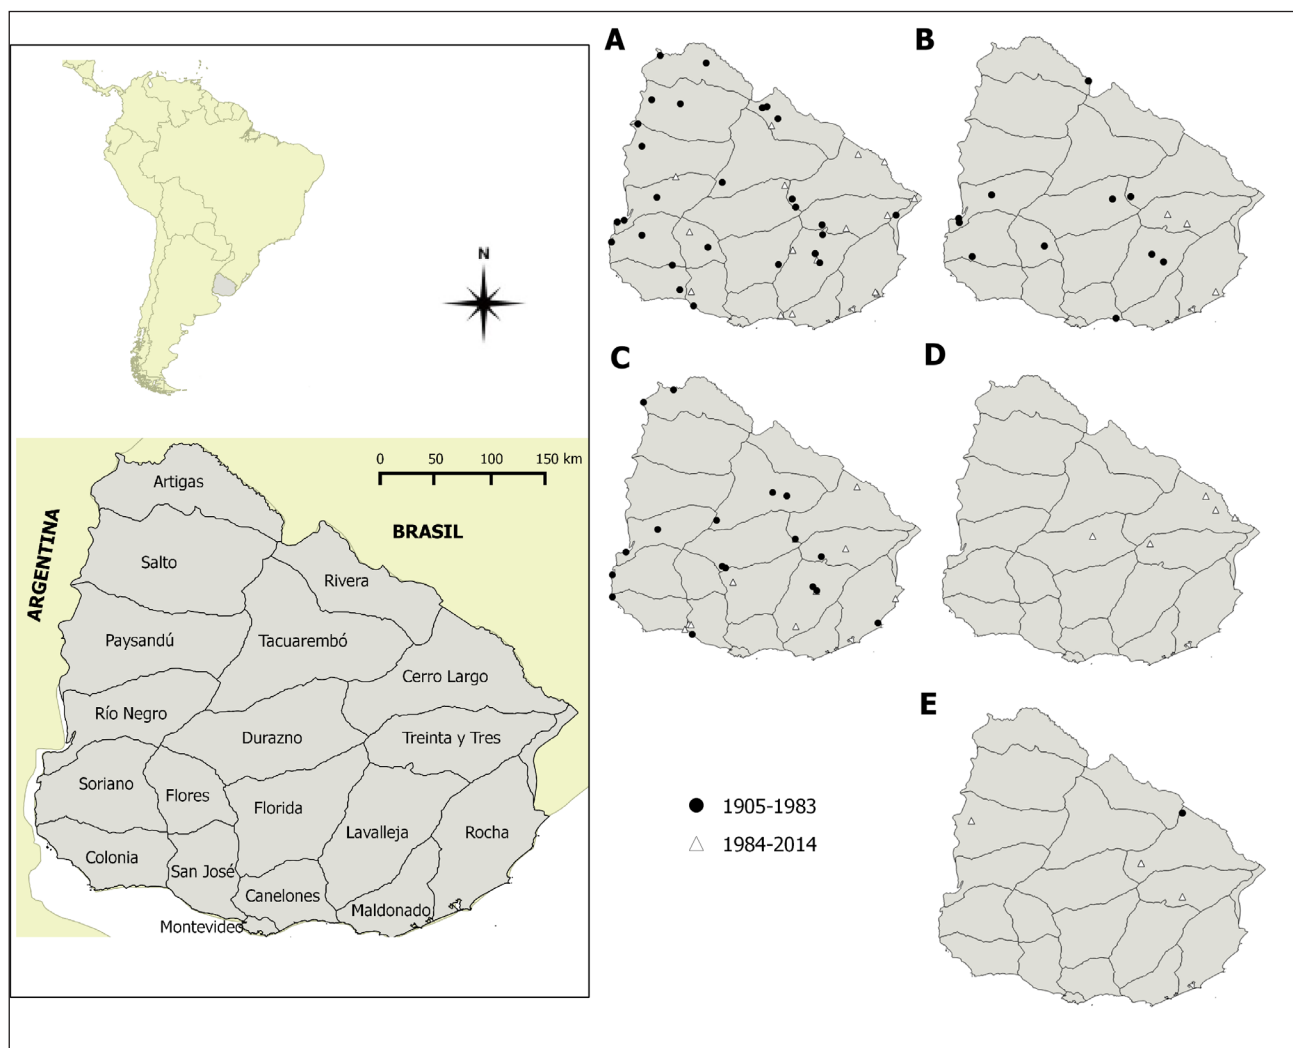 N
0 50 100 150 km
ARGENTINA
BRASIL
Artigas
Salto
Rivera
Paysandú
Tacuarembó
Cerro Largo
Río Negro
Durazno
Treinta y Tres
Soriano
Flores
Florida
Lavalleja
Rocha
Colonia
San José
Canelones
Maldonado
Montevideo
A
B
C
D
E
1905-1983
1984-2014